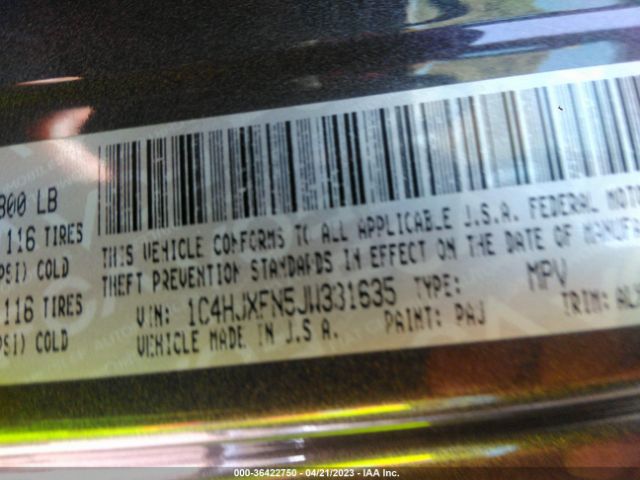 800 LB
116 TIRES
PSI) COLD
116 TIRES
PSI) COLD
THIS VEHICLE CONFORMS TO ALL APPLICABLE U.S.A. FEDERAL
THEFT PREVENTION STANDARDS IN EFFECT ON THE DATE OF
VIN: 1C4HJXFN5JW331635 TYPE: MPV
VEHICLE MADE IN U.S.A. PAINT: PAJ TRIM:
000-36422750 - 04/21/2023 - IAA Inc.